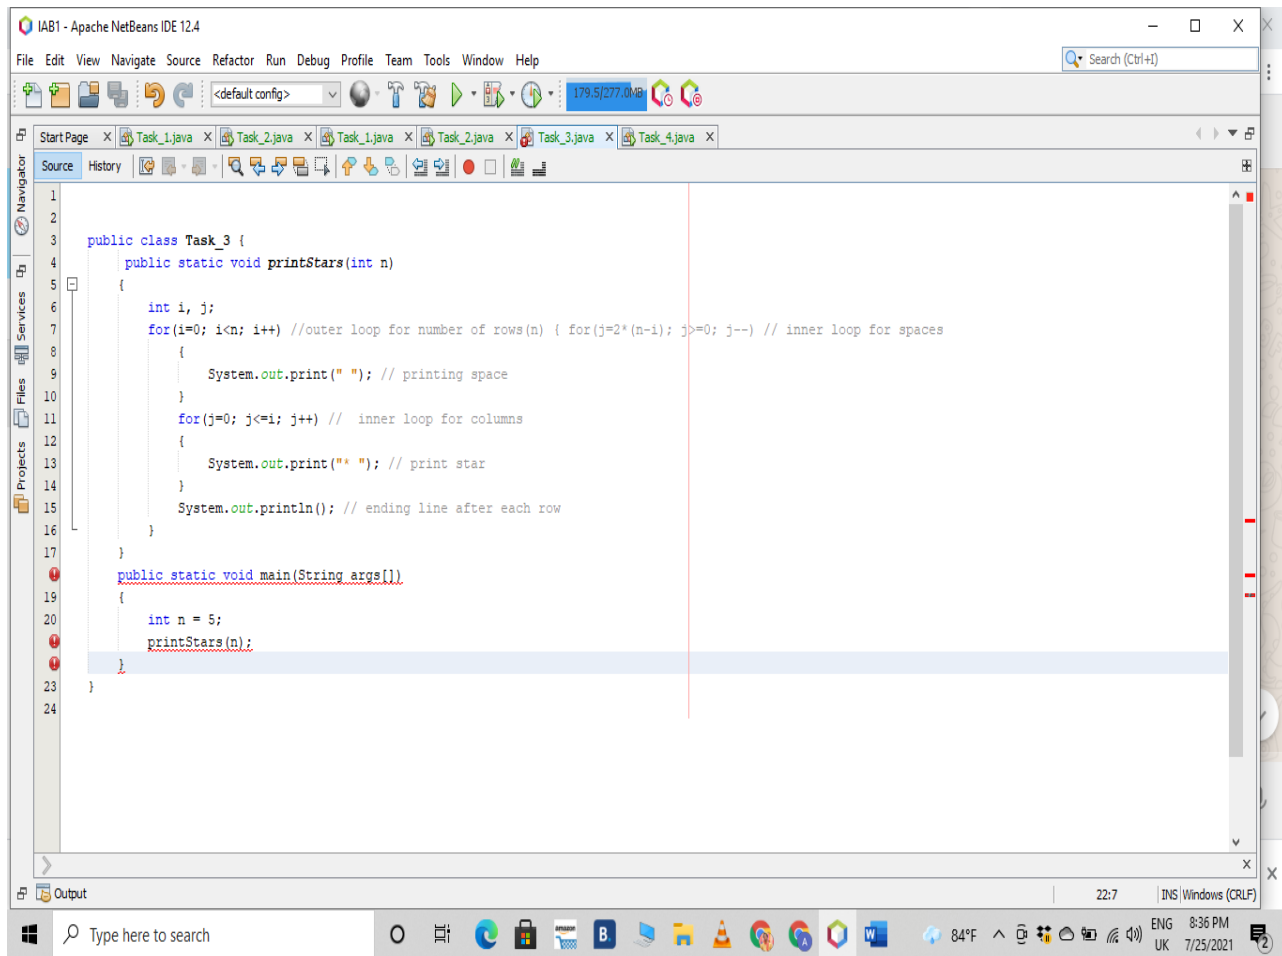 IAB1 - Apache NetBeans IDE 12.4
File Edit View Navigate Source Refactor Run Debug Profile Team Tools Window Help
Search (Ctrl+I)
<default config>
179.5/277.0MB
Start Page Task_1.java Task_2.java Task_1.java Task_2.java Task_3.java Task_4.java
Source History
Navigator
Services
Files
Projects
1
2
3 public class Task_3 {
4 public static void printStars(int n)
5 {
6 int i, j;
7 for(i=0; i<n; i++) //outer loop for number of rows(n) { for(j=2*(n-i); j>=0; j--) // inner loop for spaces
8 {
9 System.out.print(" "); // printing space
10 }
11 for(j=0; j<=i; j++) //  inner loop for columns
12 {
13 System.out.print("* "); // print star
14 }
15 System.out.println(); // ending line after each row
16 }
17 }
public static void main(String args[])
19 {
20 int n = 5;
printStars(n);
}
23 }
24
Output
22:7 INS Windows (CRLF)
Type here to search
amazon
B.
W
84°F
ENG
UK
8:36 PM
7/25/2021
2